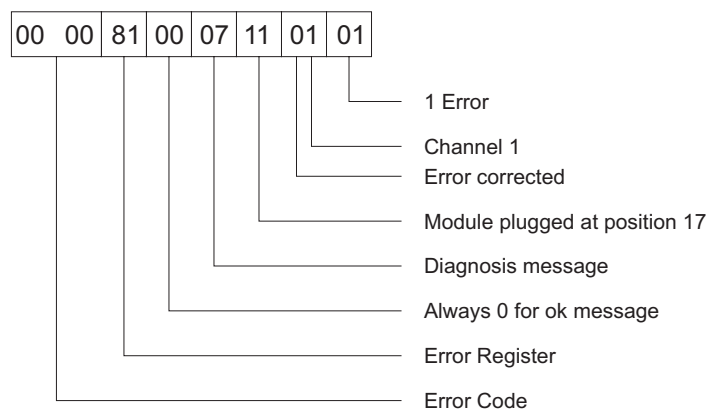 00 00 81 00 07 11 01 01
1 Error
Channel 1
Error corrected
Module plugged at position 17
Diagnosis message
Always 0 for ok message
Error Register
Error Code